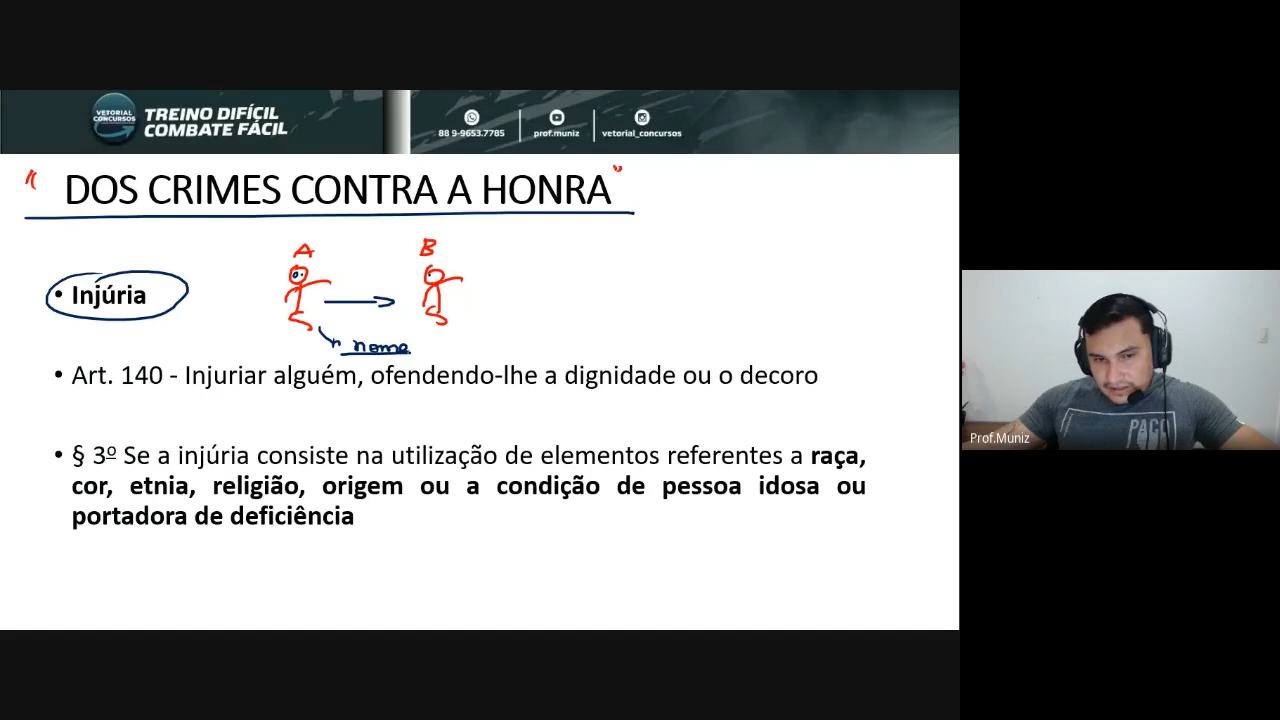 VETORIAL
CONCURSOS
TREINO DIFÍCIL
COMBATE FÁCIL
88 9-9653.7785
prof.muniz
vetorial_concursos
" DOS CRIMES CONTRA A HONRA "
A B
• Injúria
nome
• Art. 140 - Injuriar alguém, ofendendo-lhe a dignidade ou o decoro
• § 3º Se a injúria consiste na utilização de elementos referentes a raça,
cor, etnia, religião, origem ou a condição de pessoa idosa ou
portadora de deficiência
Prof.Muniz